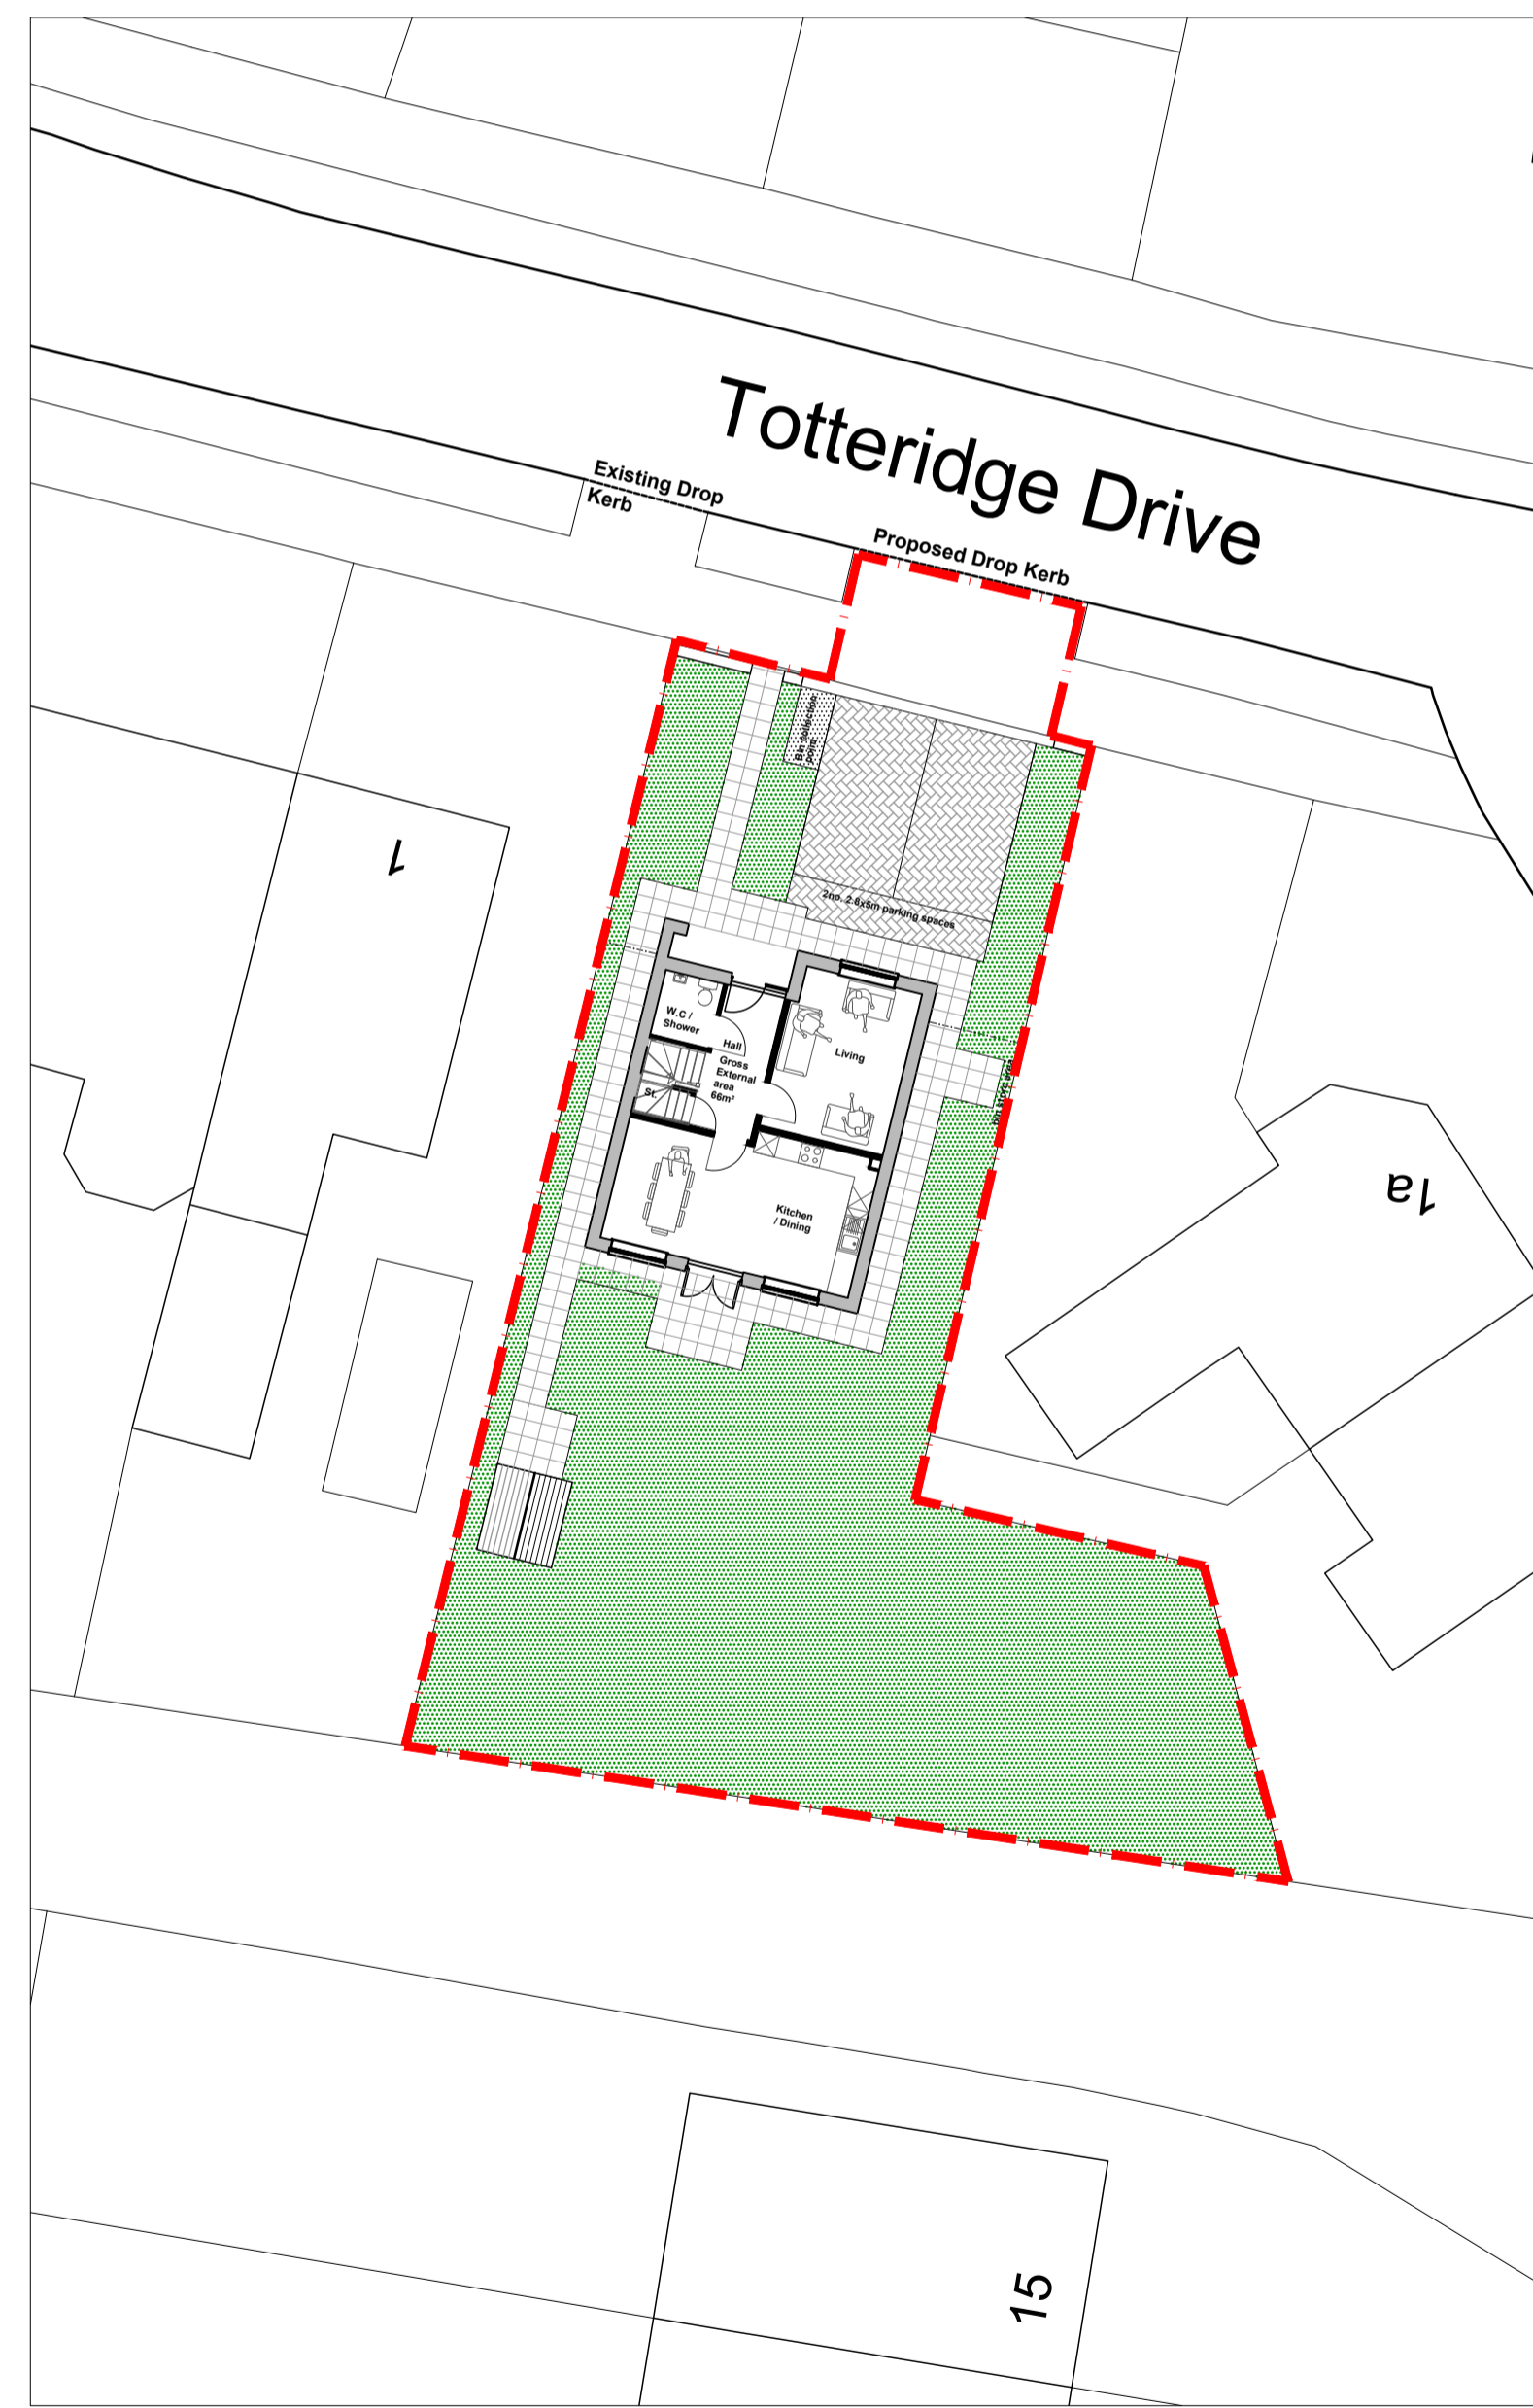 Totteridge Drive
Existing Drop
Kerb
Proposed Drop Kerb
Bin collection
point
1
2no. 2.8x5m parking spaces
W.C /
Shower
Hall
Gross
External
area
66m²
Living
St.
Kitchen
/ Dining
1a
15